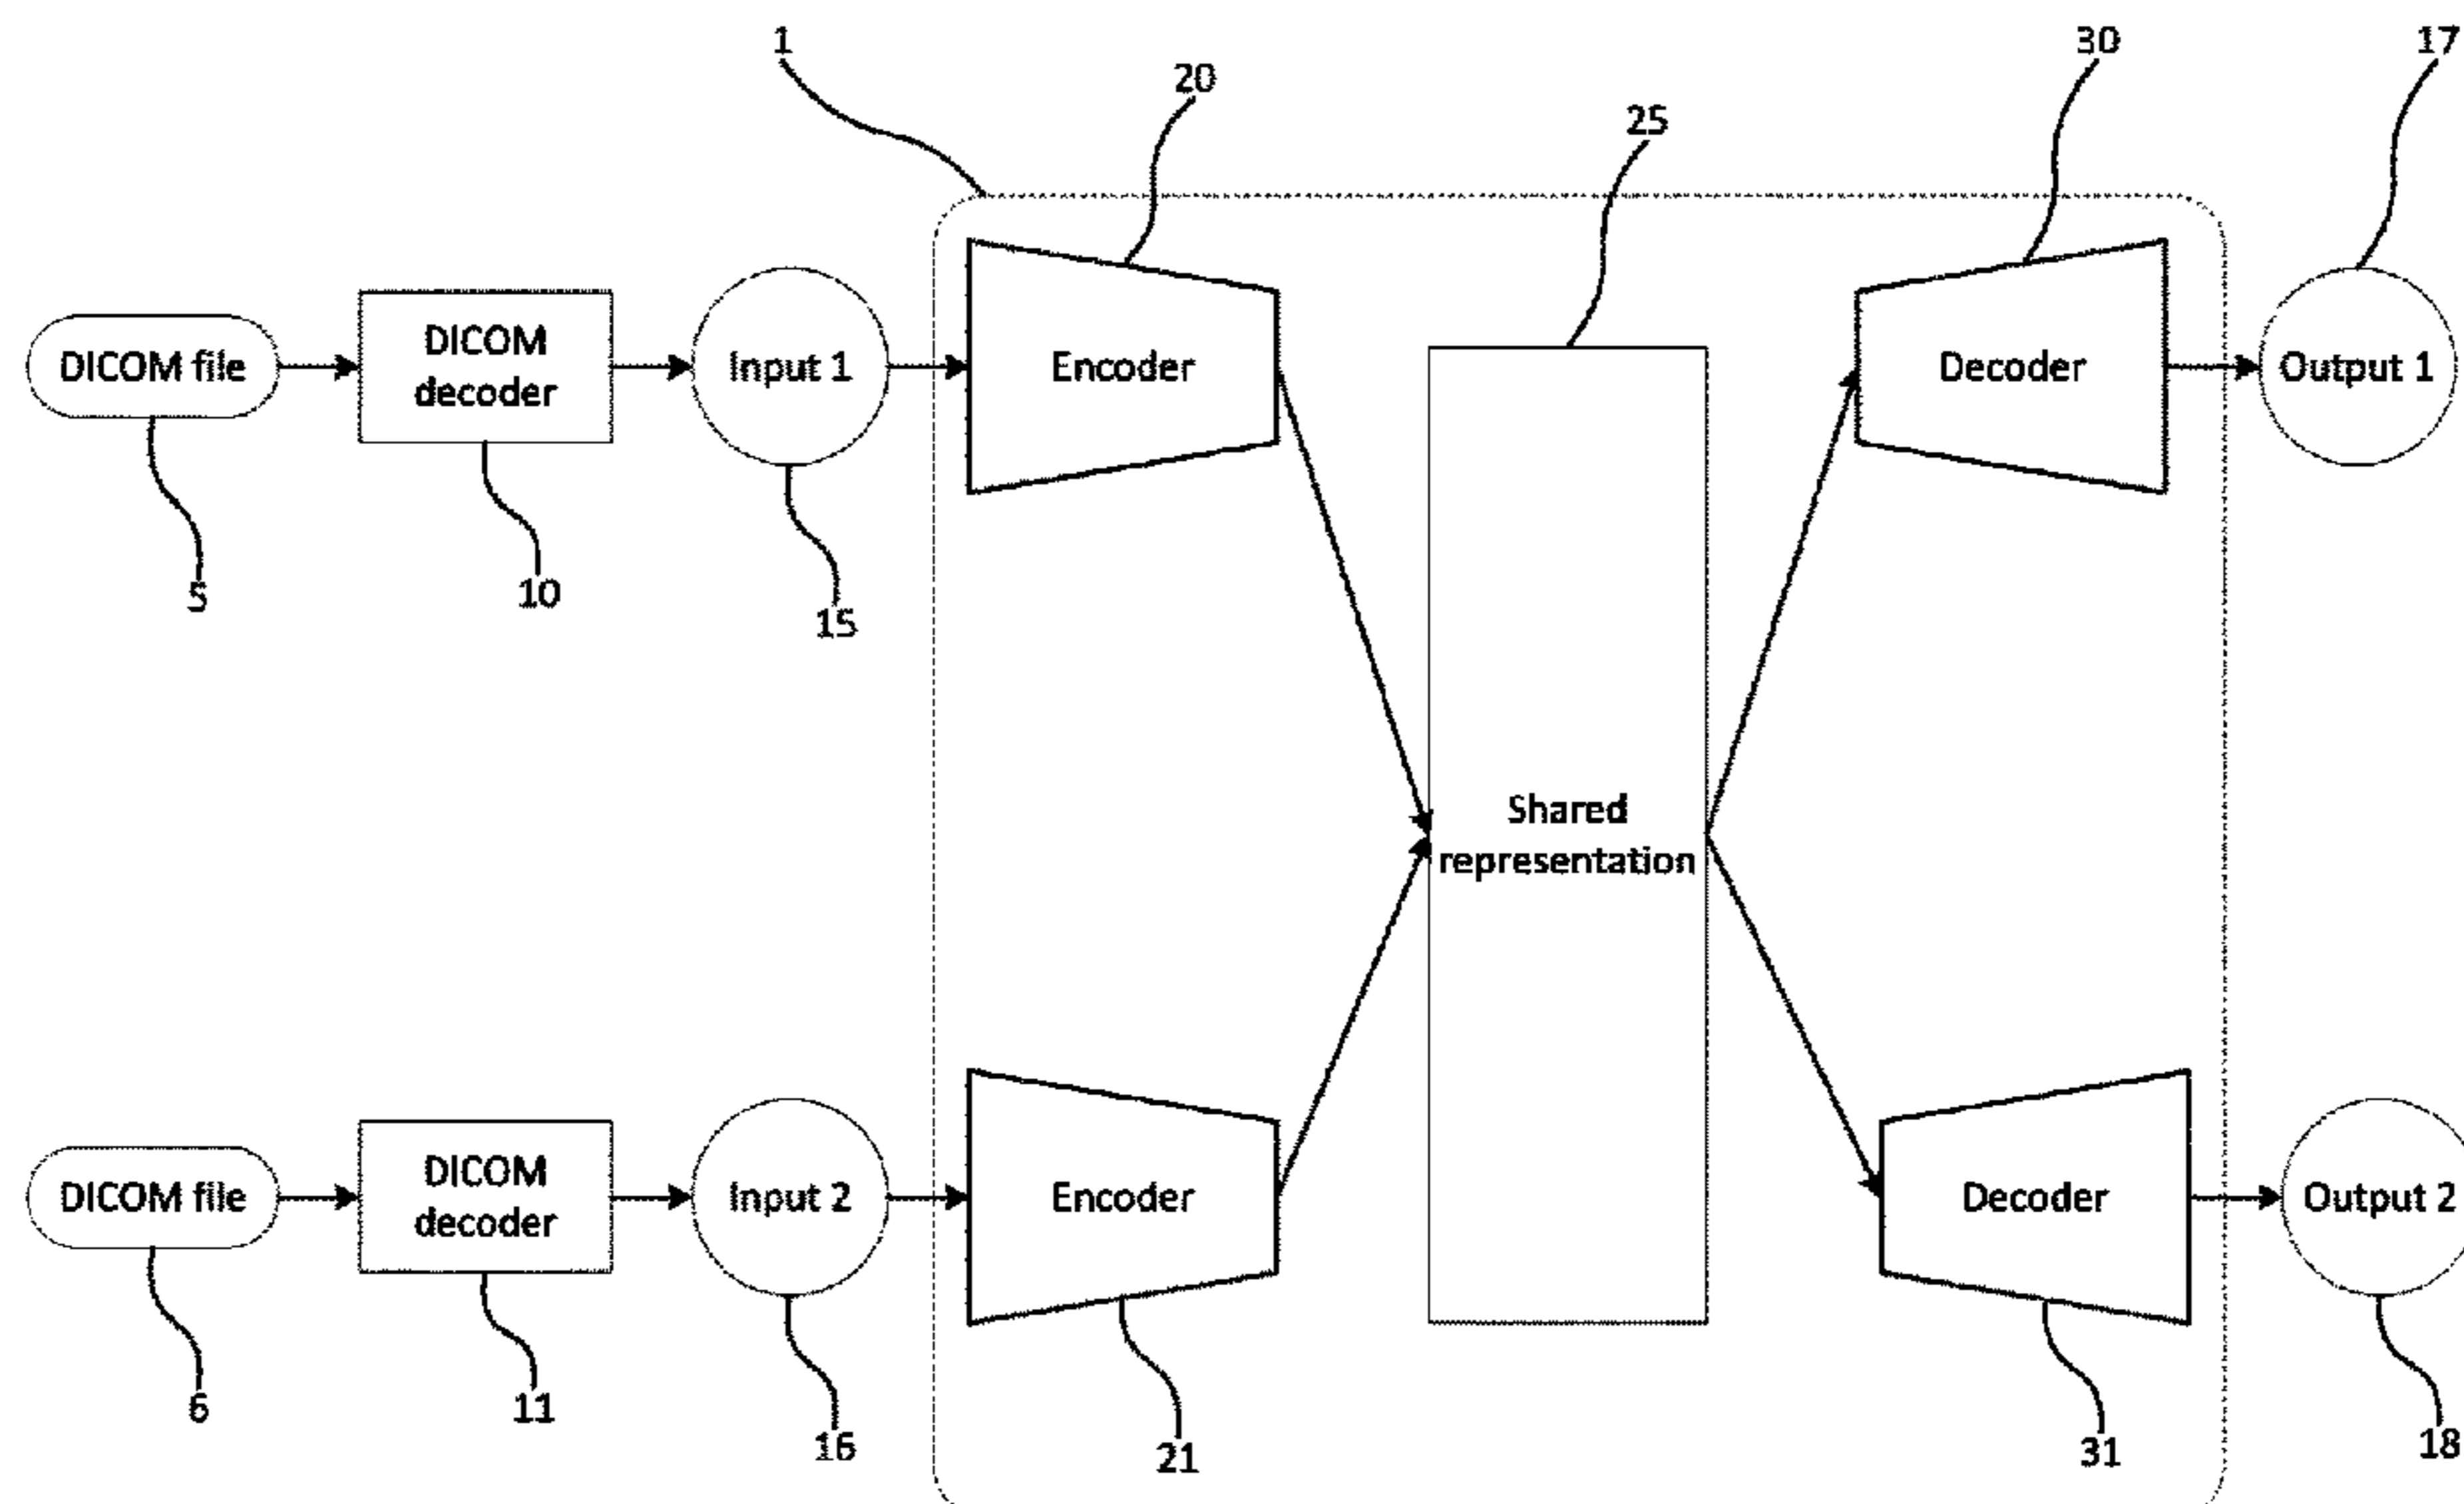 1
20
30
17
25
DICOM file
DICOM
decoder
Input 1
Encoder
Decoder
Output 1
5
10
15
Shared
representation
DICOM file
DICOM
decoder
Input 2
Encoder
Decoder
Output 2
6
11
16
21
31
18